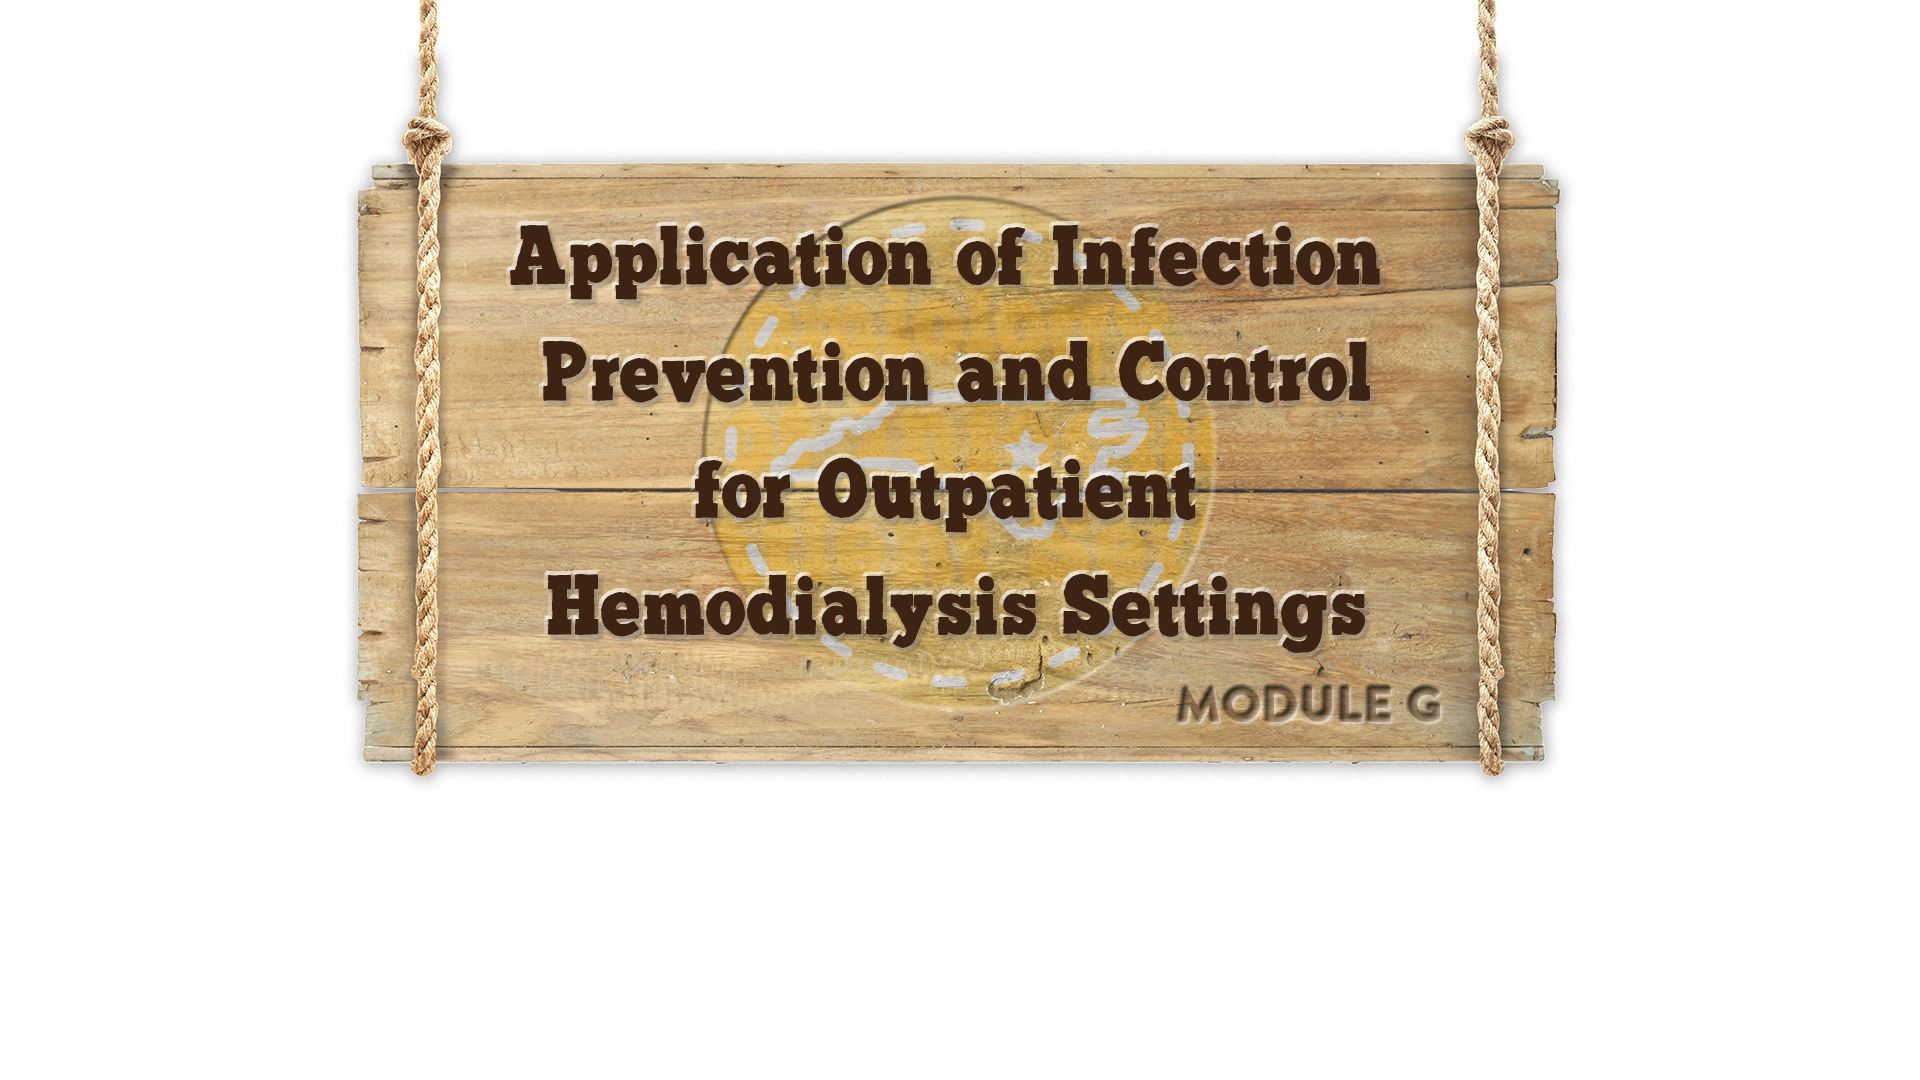 Application of Infection
Prevention and Control
for Outpatient
Hemodialysis Settings
MODULE G